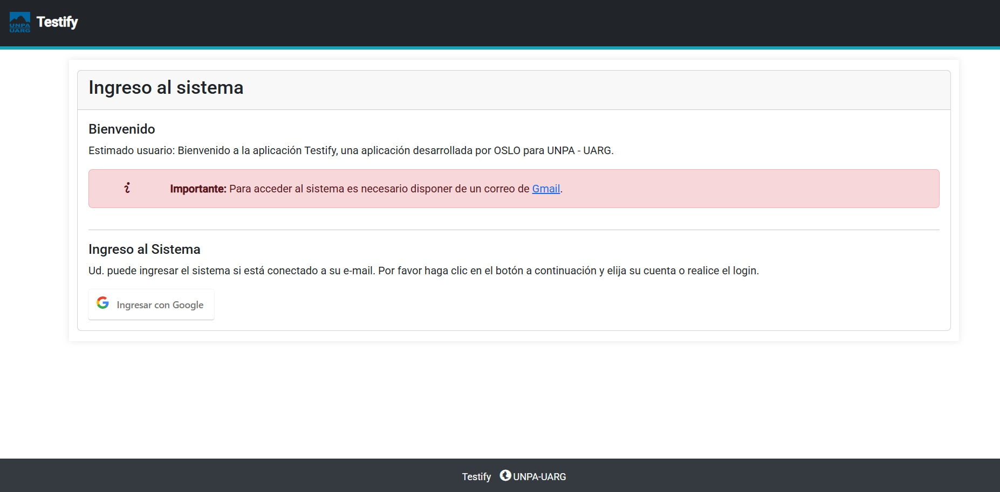 UNPA
UARG
Testify
Ingreso al sistema
Bienvenido
Estimado usuario: Bienvenido a la aplicación Testify, una aplicación desarrollada por OSLO para UNPA - UARG.
Importante: Para acceder al sistema es necesario disponer de un correo de Gmail.
Ingreso al Sistema
Ud. puede ingresar el sistema si está conectado a su e-mail. Por favor haga clic en el botón a continuación y elija su cuenta o realice el login.
Ingresar con Google
Testify UNPA-UARG